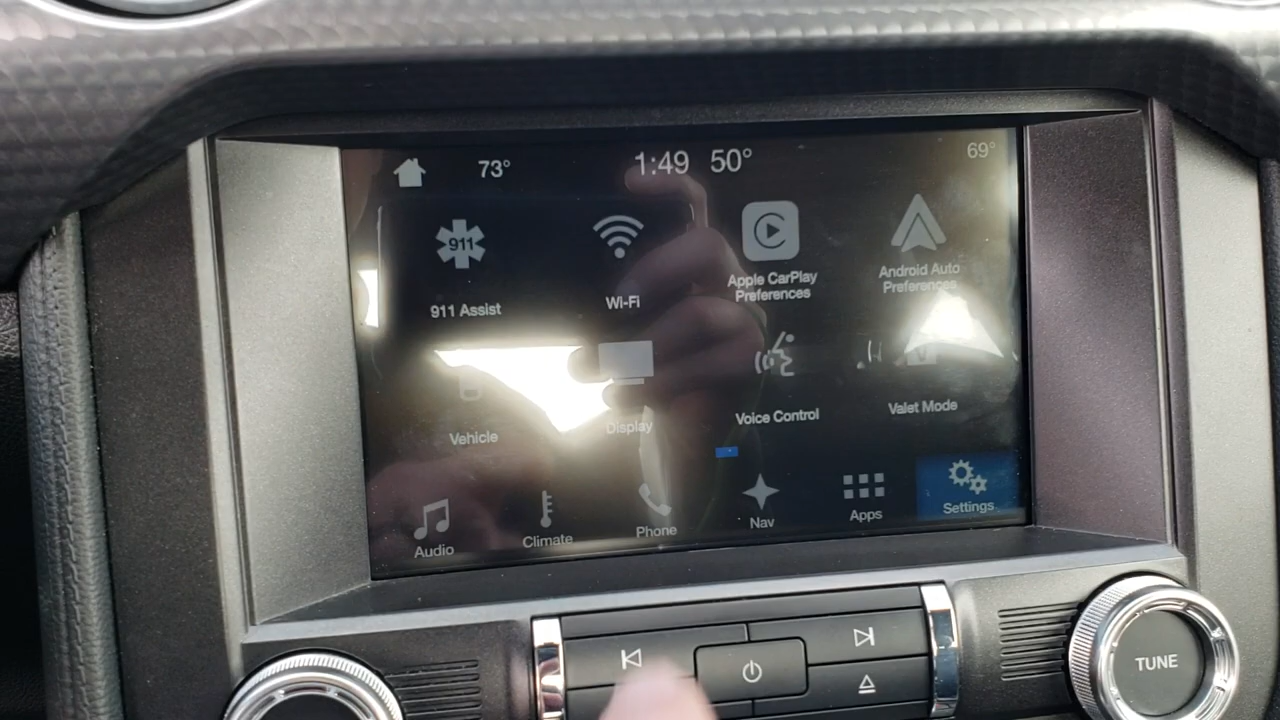 73° 1:49 50° 69°
911
911 Assist
Wi-Fi
Apple CarPlay
Preferences
Android Auto
Preferences
Vehicle
Display
Voice Control
Valet Mode
Audio
Climate
Phone
Nav
Apps
Settings
TUNE